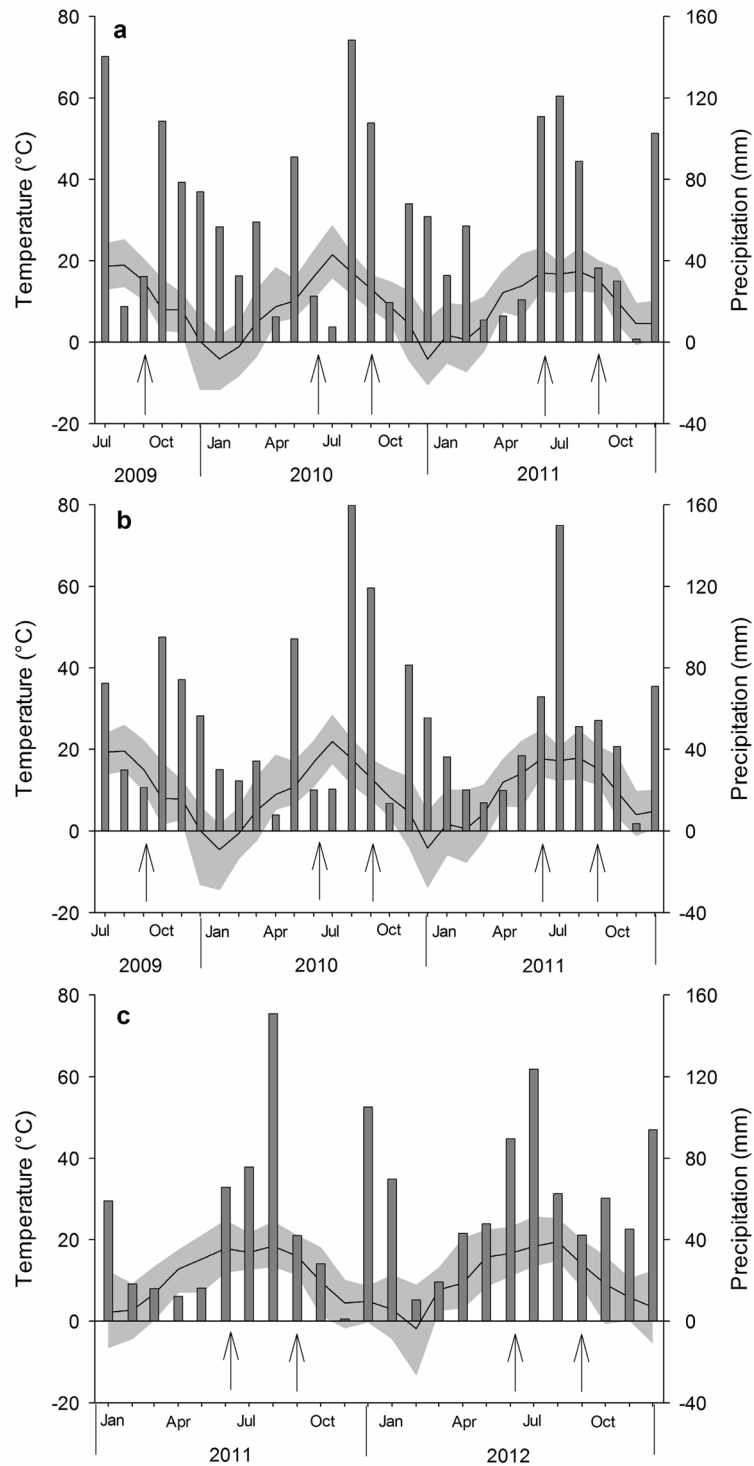 a
80
60
40
20
0
-20
Temperature (°C)
160
120
80
40
0
-40
Precipitation (mm)
Jul Oct Jan Apr Jul Oct Jan Apr Jul Oct
2009 2010 2011
b
80
60
40
20
0
-20
Temperature (°C)
160
120
80
40
0
-40
Precipitation (mm)
Jul Oct Jan Apr Jul Oct Jan Apr Jul Oct
2009 2010 2011
c
80
60
40
20
0
-20
Temperature (°C)
160
120
80
40
0
-40
Precipitation (mm)
Jan Apr Jul Oct Jan Apr Jul Oct
2011 2012